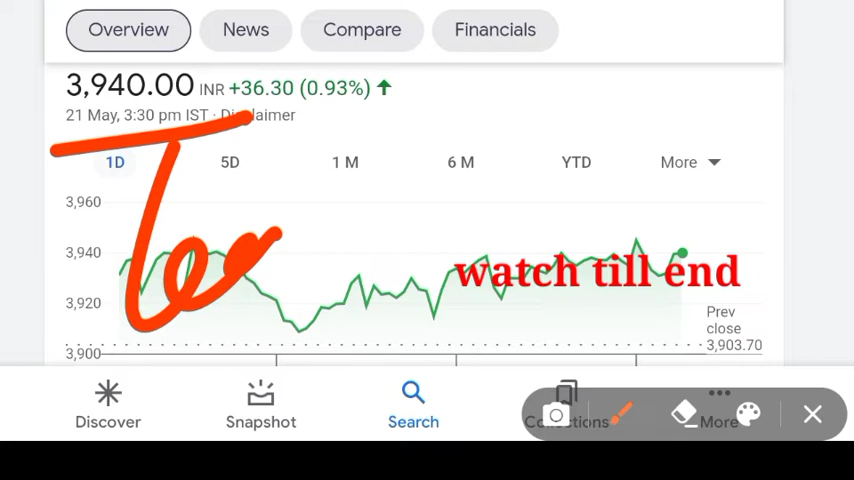 Overview News Compare Financials
3,940.00 INR +36.30 (0.93%)
21 May, 3:30 pm IST · Disclaimer
1D 5D 1 M 6 M YTD More
3,960
3,940
watch till end
3,920
Prev
close
3,903.70
3,900
Discover Snapshot Search Collections More